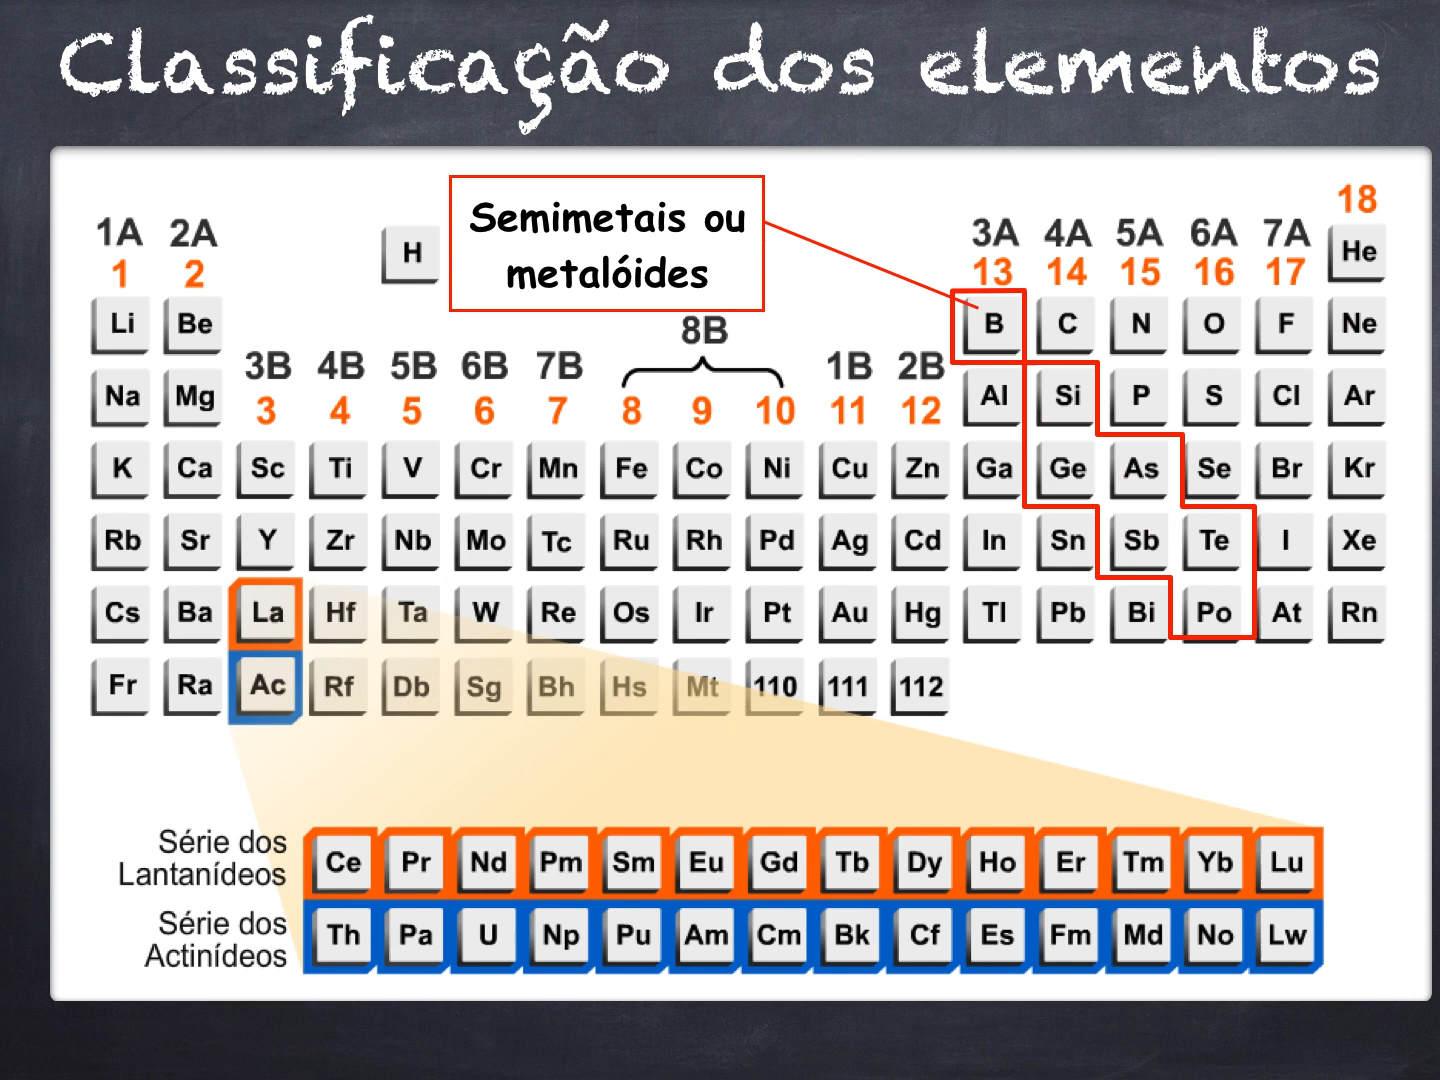 Classificação dos elementos
Semimetais ou
metalóides
18
1A 2A 3A 4A 5A 6A 7A
1 2 13 14 15 16 17
H He
Li Be B C N O F Ne
8B
3B 4B 5B 6B 7B 1B 2B
3 4 5 6 7 8 9 10 11 12
Na Mg Al Si P S Cl Ar
K Ca Sc Ti V Cr Mn Fe Co Ni Cu Zn Ga Ge As Se Br Kr
Rb Sr Y Zr Nb Mo Tc Ru Rh Pd Ag Cd In Sn Sb Te I Xe
Cs Ba La Hf Ta W Re Os Ir Pt Au Hg Tl Pb Bi Po At Rn
Fr Ra Ac Rf Db Sg Bh Hs Mt 110 111 112
Série dos
Lantanídeos
Ce Pr Nd Pm Sm Eu Gd Tb Dy Ho Er Tm Yb Lu
Série dos
Actinídeos
Th Pa U Np Pu Am Cm Bk Cf Es Fm Md No Lw